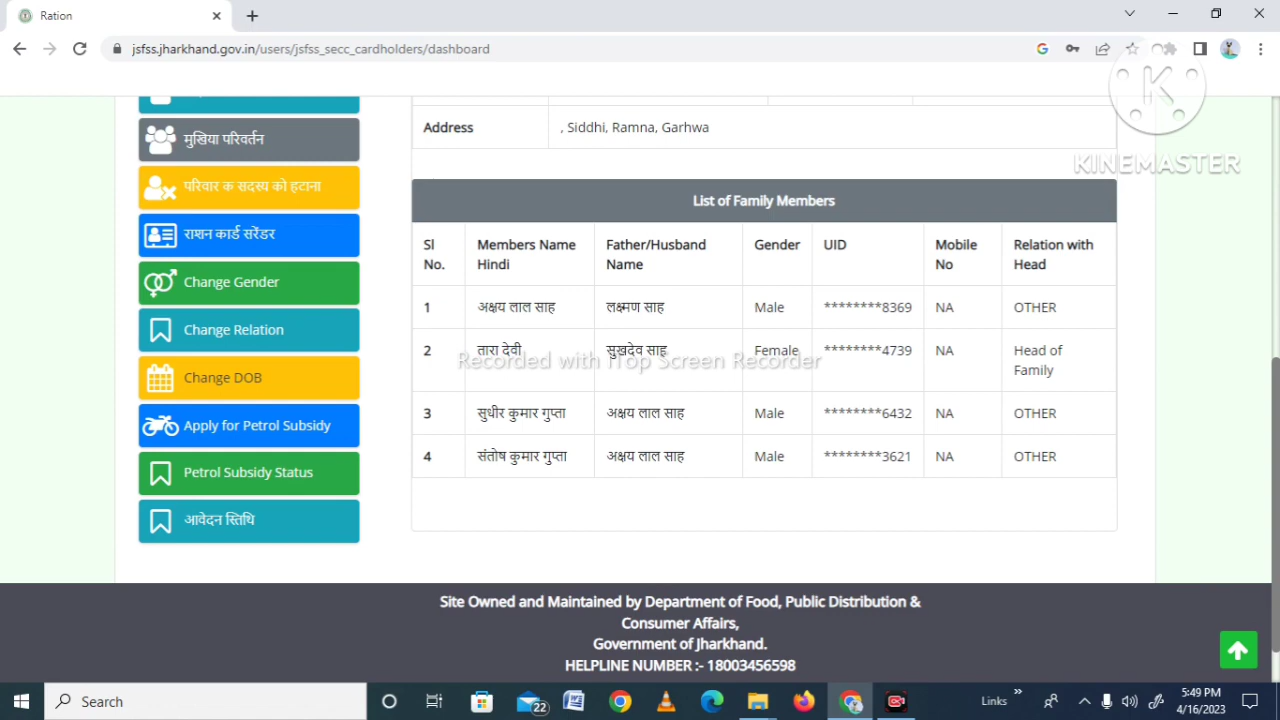 Ration
jsfss.jharkhand.gov.in/users/jsfss_secc_cardholders/dashboard
KINEMASTER
मुखिया परिवर्तन
परिवार क सदस्य को हटाना
राशन कार्ड सरेंडर
Change Gender
Change Relation
Change DOB
Apply for Petrol Subsidy
Petrol Subsidy Status
आवेदन स्तिथि
Address , Siddhi, Ramna, Garhwa
List of Family Members
Sl No. Members Name Hindi Father/Husband Name Gender UID Mobile No Relation with Head
1 अक्षय लाल साह लक्ष्मण साह Male ********8369 NA OTHER
2 तारा देवी सुखदेव साह Female ********4739 NA Head of Family
Recorded with iTop Screen Recorder
3 सुधीर कुमार गुप्ता अक्षय लाल साह Male ********6432 NA OTHER
4 संतोष कुमार गुप्ता अक्षय लाल साह Male ********3621 NA OTHER
Site Owned and Maintained by Department of Food, Public Distribution &
Consumer Affairs,
Government of Jharkhand.
HELPLINE NUMBER :- 18003456598
Search
22
Links
5:49 PM
4/16/2023